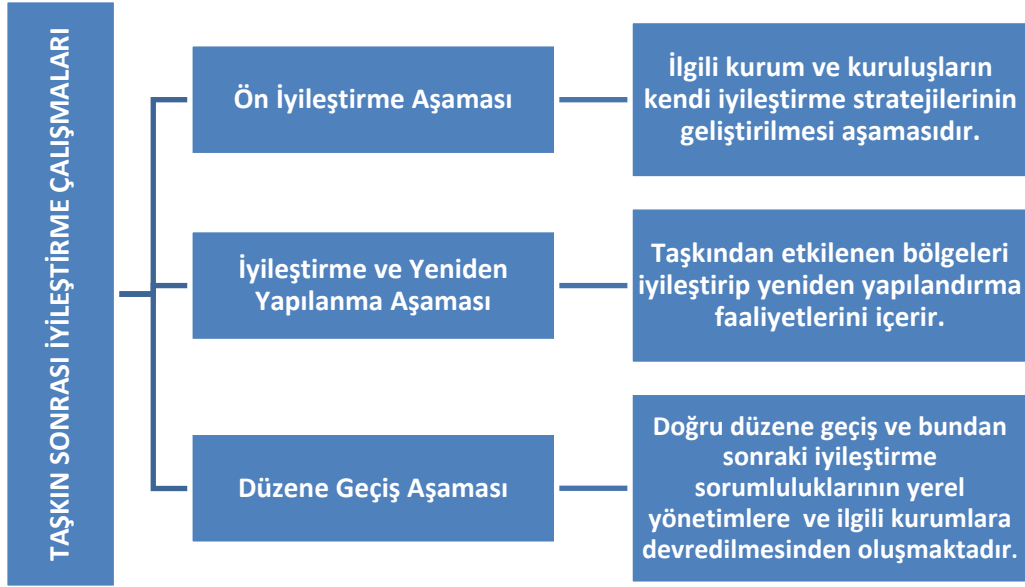 TAŞKIN SONRASI İYİLEŞTİRME ÇALIŞMALARI
Ön İyileştirme Aşaması
İlgili kurum ve kuruluşların
kendi iyileştirme stratejilerinin
geliştirilmesi aşamasıdır.
İyileştirme ve Yeniden
Yapılanma Aşaması
Taşkından etkilenen bölgeleri
iyileştirip yeniden yapılandırma
faaliyetlerini içerir.
Düzene Geçiş Aşaması
Doğru düzene geçiş ve bundan
sonraki iyileştirme
sorumluluklarının yerel
yönetimlere ve ilgili kurumlara
devredilmesinden oluşmaktadır.